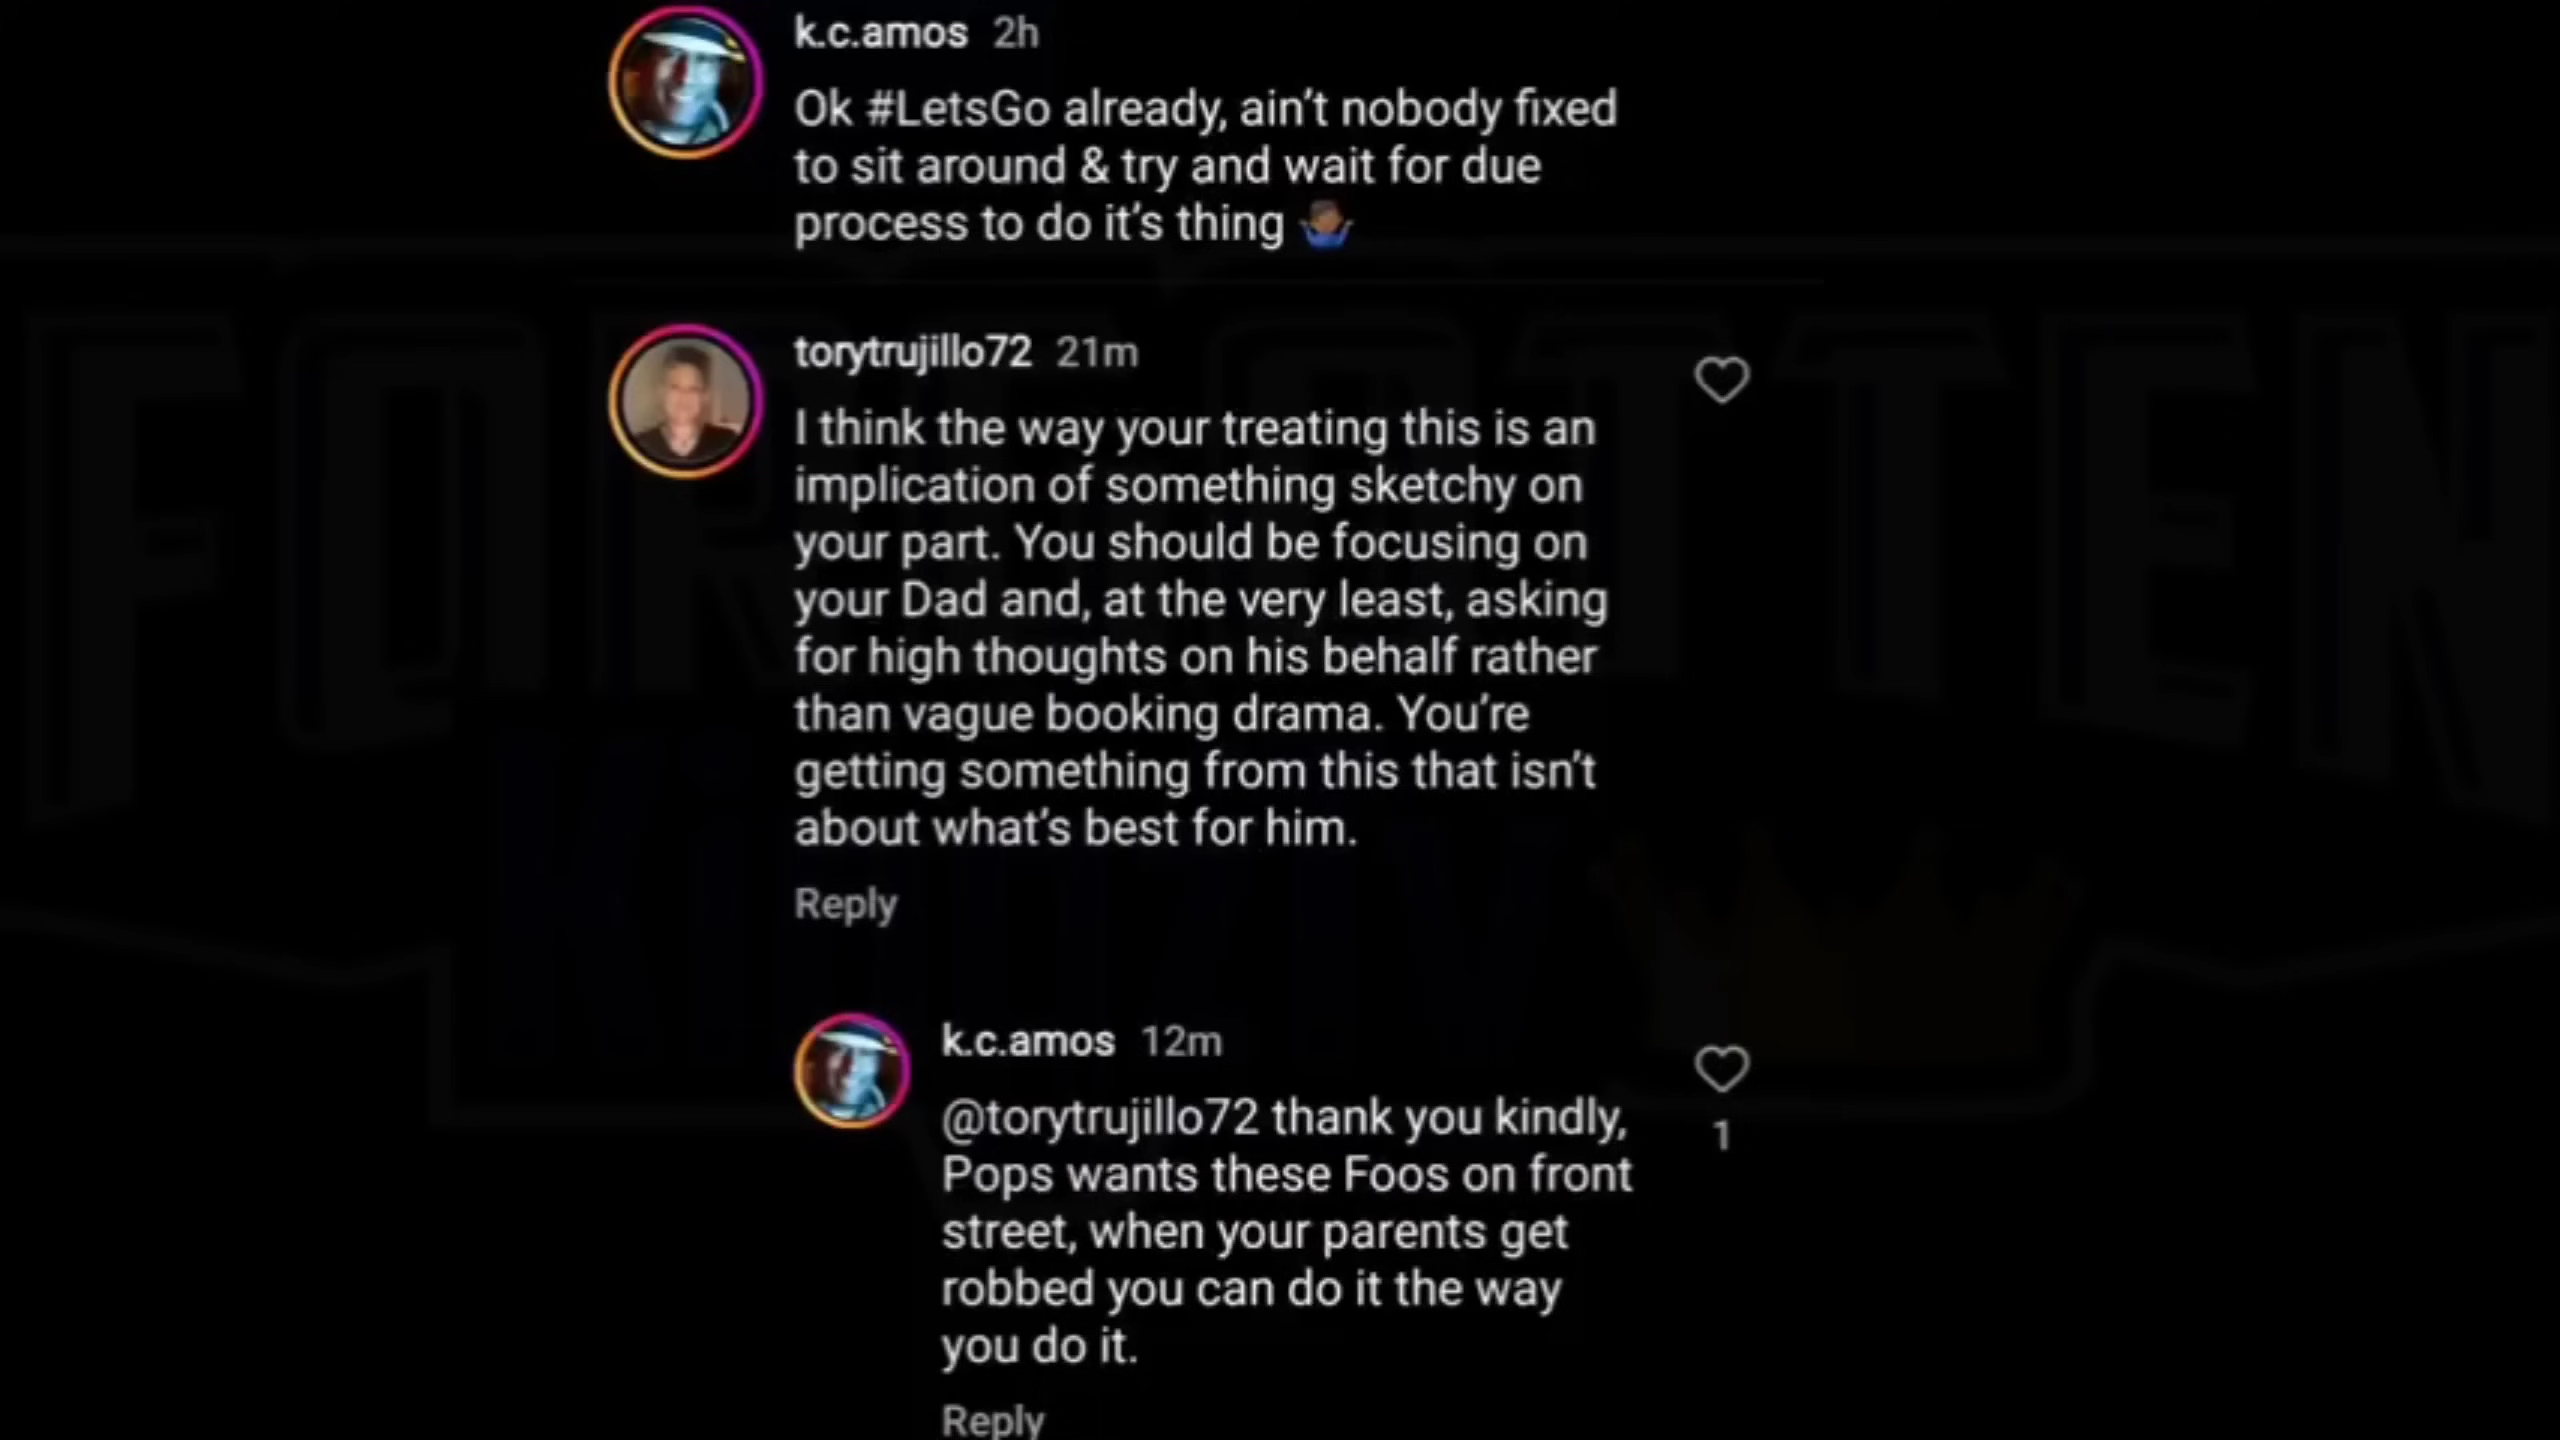 k.c.amos 2h
Ok #LetsGo already, ain't nobody fixed
to sit around & try and wait for due
process to do it's thing 🤷🏾‍♂️
FORGOTTEN
torytrujillo72 21m
I think the way your treating this is an
implication of something sketchy on
your part. You should be focusing on
your Dad and, at the very least, asking
for high thoughts on his behalf rather
than vague booking drama. You're
getting something from this that isn't
about what's best for him.
Reply
k.c.amos 12m
@torytrujillo72 thank you kindly,
1
Pops wants these Foos on front
street, when your parents get
robbed you can do it the way
you do it.
Reply